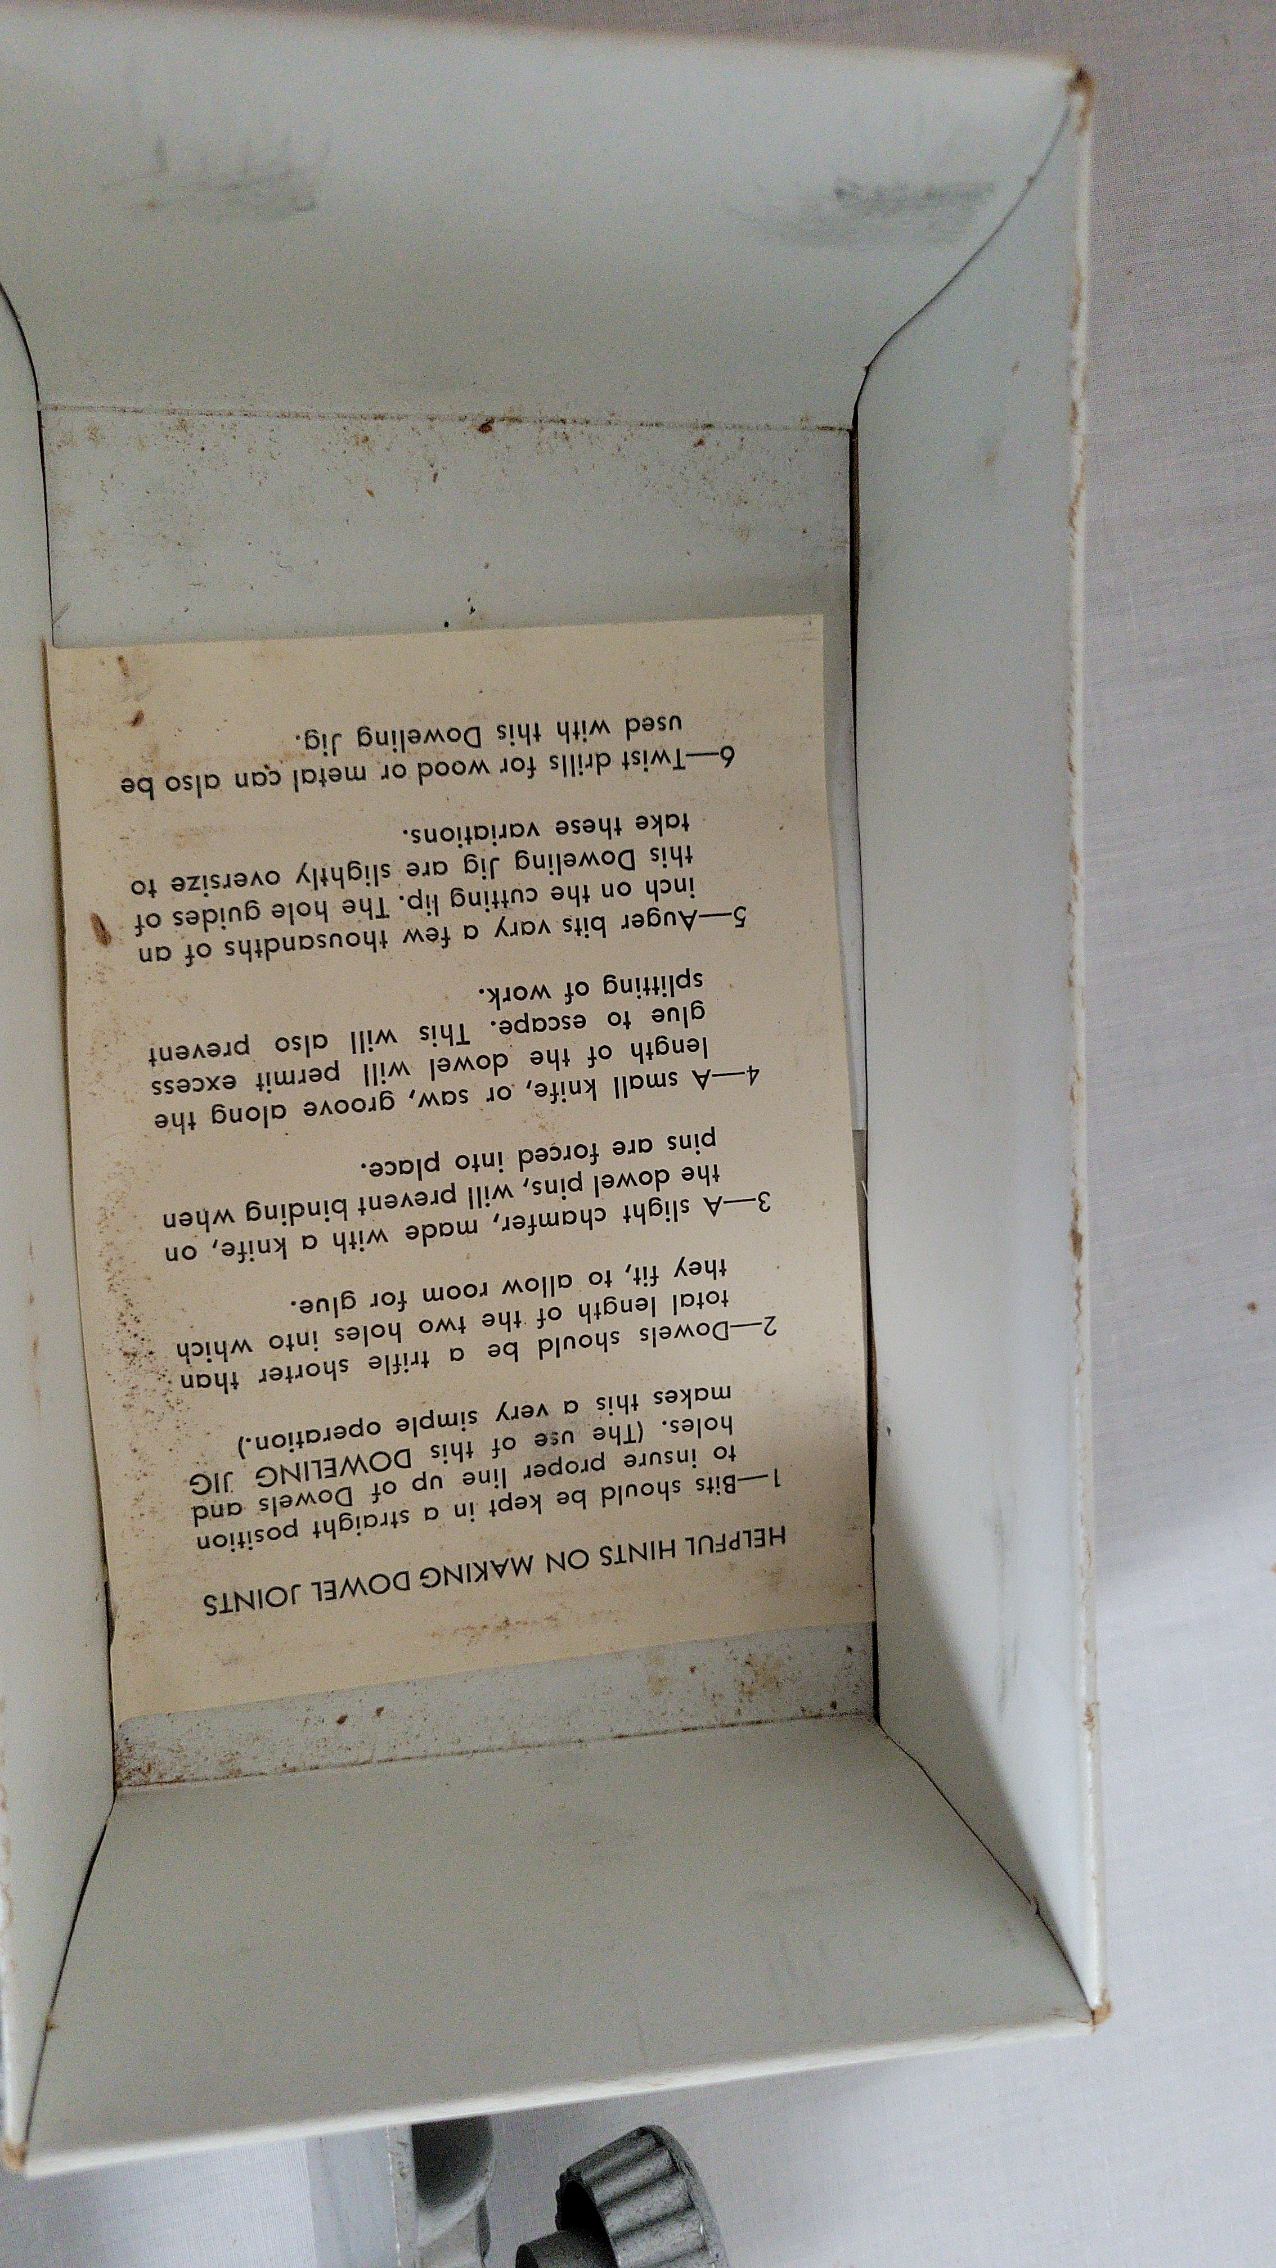 HELPFUL HINTS ON MAKING DOWEL JOINTS
1—Bits should be kept in a straight position
to insure proper line up of Dowels and
holes. (The use of this DOWELING JIG
makes this a very simple operation.)
2—Dowels should be a trifle shorter than
total length of the two holes into which
they fit, to allow room for glue.
3—A slight chamfer, made with a knife, on
the dowel pins, will prevent binding when
pins are forced into place.
4—A small knife, or saw, groove along the
length of the dowel will permit excess
glue to escape. This will also prevent
splitting of work.
5—Auger bits vary a few thousandths of an
inch on the cutting lip. The hole guides of
this Doweling Jig are slightly oversize to
take these variations.
6—Twist drills for wood or metal can also be
used with this Doweling Jig.